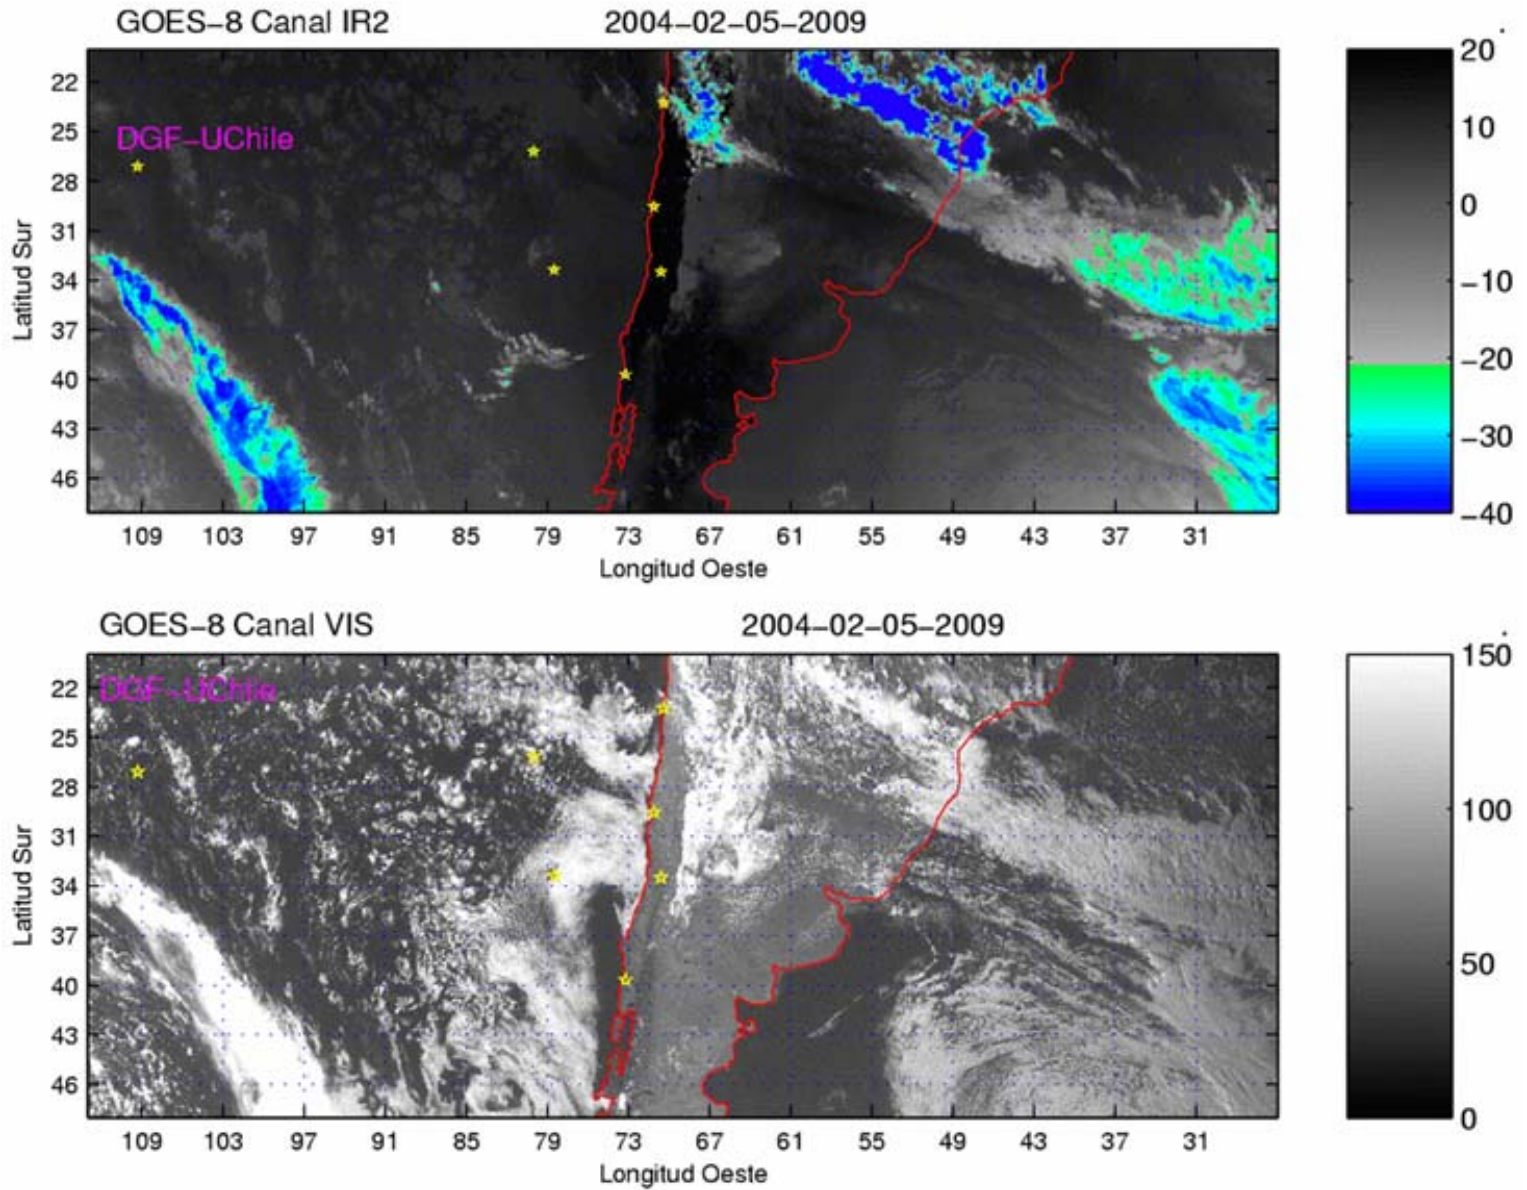 GOES−8 Canal IR2 2004−02−05−2009
DGF−UChile
22
25
28
31
34
37
40
43
46
Latitud Sur
109 103 97 91 85 79 73 67 61 55 49 43 37 31
Longitud Oeste
20
10
0
−10
−20
−30
−40
GOES−8 Canal VIS 2004−02−05−2009
DGF−UChile
22
25
28
31
34
37
40
43
46
Latitud Sur
109 103 97 91 85 79 73 67 61 55 49 43 37 31
Longitud Oeste
150
100
50
0